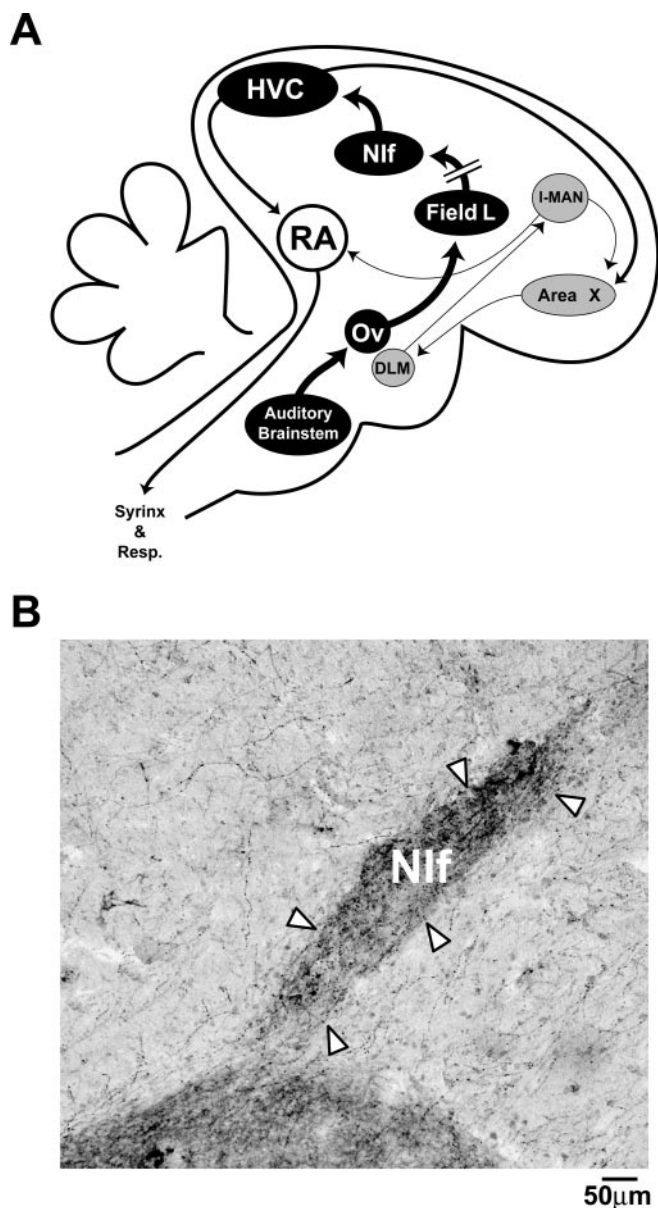 A
HVC
NIf
Field L
l-MAN
RA
Area X
Ov
DLM
Auditory
Brainstem
Syrinx
&
Resp.
B
NIf
50μm